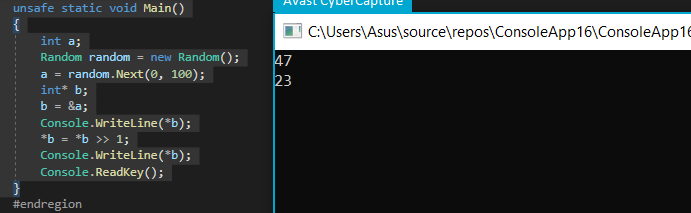 unsafe static void Main()
{
int a;
Random random = new Random();
a = random.Next(0, 100);
int* b;
b = &a;
Console.WriteLine(*b);
*b = *b >> 1;
Console.WriteLine(*b);
Console.ReadKey();
}
#endregion
Avast CyberCapture
C:\Users\Asus\source\repos\ConsoleApp16\ConsoleApp16
47
23